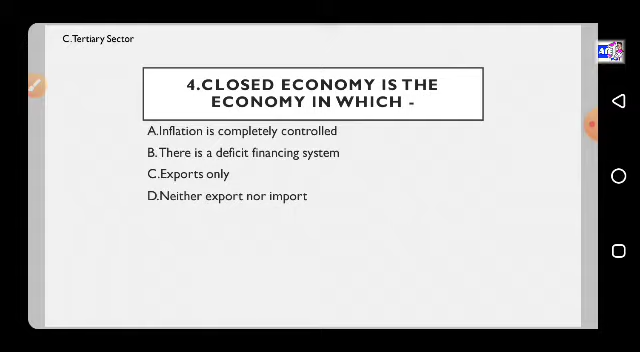 C.Tertiary Sector
4.CLOSED ECONOMY IS THE
ECONOMY IN WHICH -
A.Inflation is completely controlled
B.There is a deficit financing system
C.Exports only
D.Neither export nor import